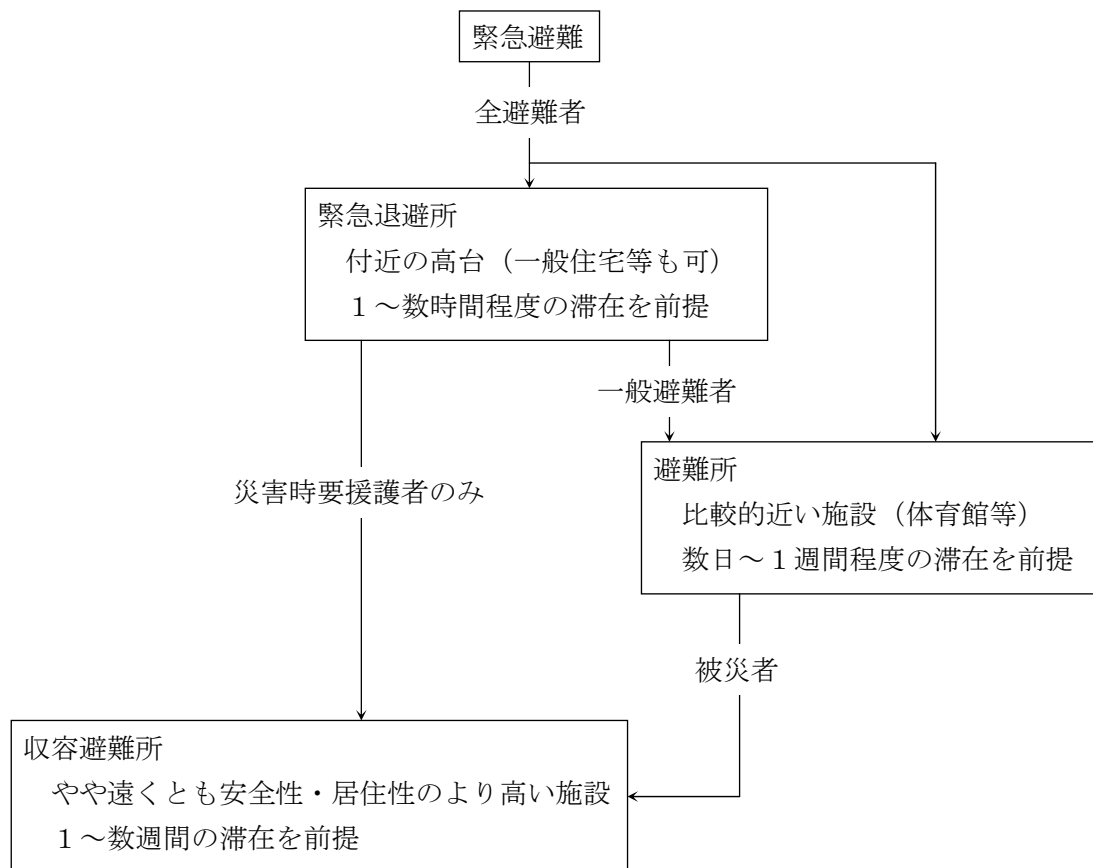 緊急避難
全避難者
緊急退避所
付近の高台（一般住宅等も可）
１～数時間程度の滞在を前提
一般避難者
避難所
比較的近い施設（体育館等）
数日～１週間程度の滞在を前提
災害時要援護者のみ
被災者
収容避難所
やや遠くとも安全性・居住性のより高い施設
１～数週間の滞在を前提